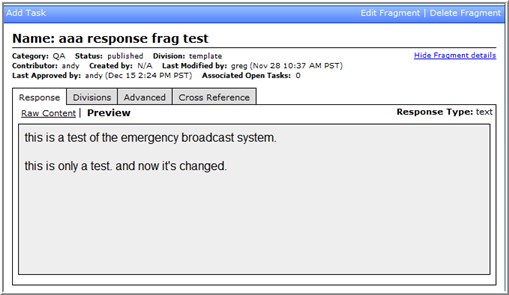 Add Task Edit Fragment | Delete Fragment
Name: aaa response frag test
Category: QA Status: published Division: template Hide Fragment details
Contributor: andy Created by: N/A Last Modified by: greg (Nov 28 10:37 AM PST)
Last Approved by: andy (Dec 15 2:24 PM PST) Associated Open Tasks: 0
Response Divisions Advanced Cross Reference
Raw Content | Preview Response Type: text
this is a test of the emergency broadcast system.
this is only a test. and now it's changed.